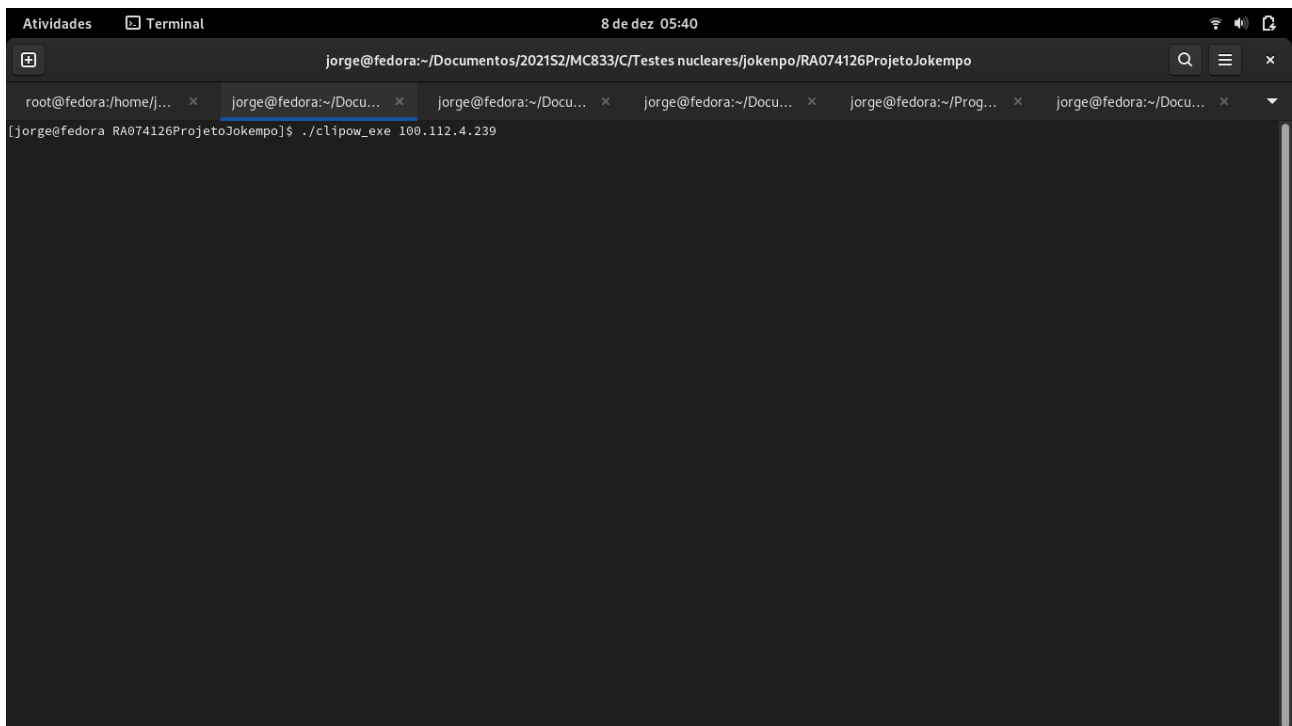 Atividades Terminal 8 de dez 05:40
jorge@fedora:~/Documentos/2021S2/MC833/C/Testes nucleares/jokenpo/RA074126ProjetoJokempo
root@fedora:/home/j... × jorge@fedora:~/Docu... × jorge@fedora:~/Docu... × jorge@fedora:~/Docu... × jorge@fedora:~/Prog... × jorge@fedora:~/Docu... ×
[jorge@fedora RA074126ProjetoJokempo]$ ./clipow_exe 100.112.4.239